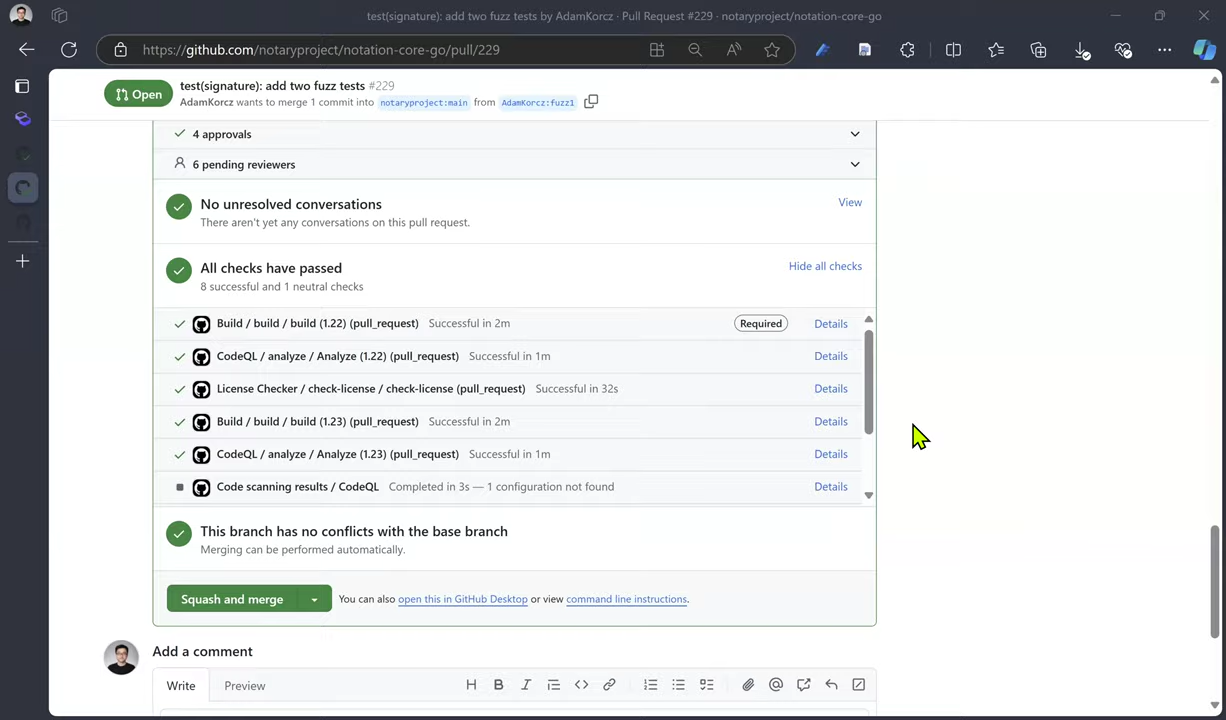 test(signature): add two fuzz tests by AdamKorcz · Pull Request #229 · notaryproject/notation-core-go
https://github.com/notaryproject/notation-core-go/pull/229
Open
test(signature): add two fuzz tests #229
AdamKorcz wants to merge 1 commit into notaryproject:main from AdamKorcz:fuzz1
4 approvals
6 pending reviewers
No unresolved conversations
View
There aren't yet any conversations on this pull request.
All checks have passed
Hide all checks
8 successful and 1 neutral checks
Build / build / build (1.22) (pull_request) Successful in 2m Required Details
CodeQL / analyze / Analyze (1.22) (pull_request) Successful in 1m Details
License Checker / check-license / check-license (pull_request) Successful in 32s Details
Build / build / build (1.23) (pull_request) Successful in 2m Details
CodeQL / analyze / Analyze (1.23) (pull_request) Successful in 1m Details
Code scanning results / CodeQL Completed in 3s — 1 configuration not found Details
This branch has no conflicts with the base branch
Merging can be performed automatically.
Squash and merge You can also open this in GitHub Desktop or view command line instructions.
Add a comment
Write Preview